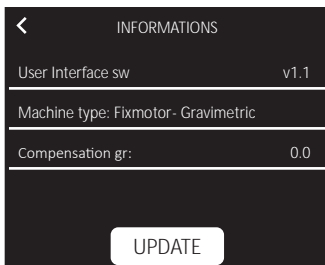 INFORMATIONS
User Interface sw v1.1
Machine type: Fixmotor- Gravimetric
Compensation gr: 0.0
UPDATE